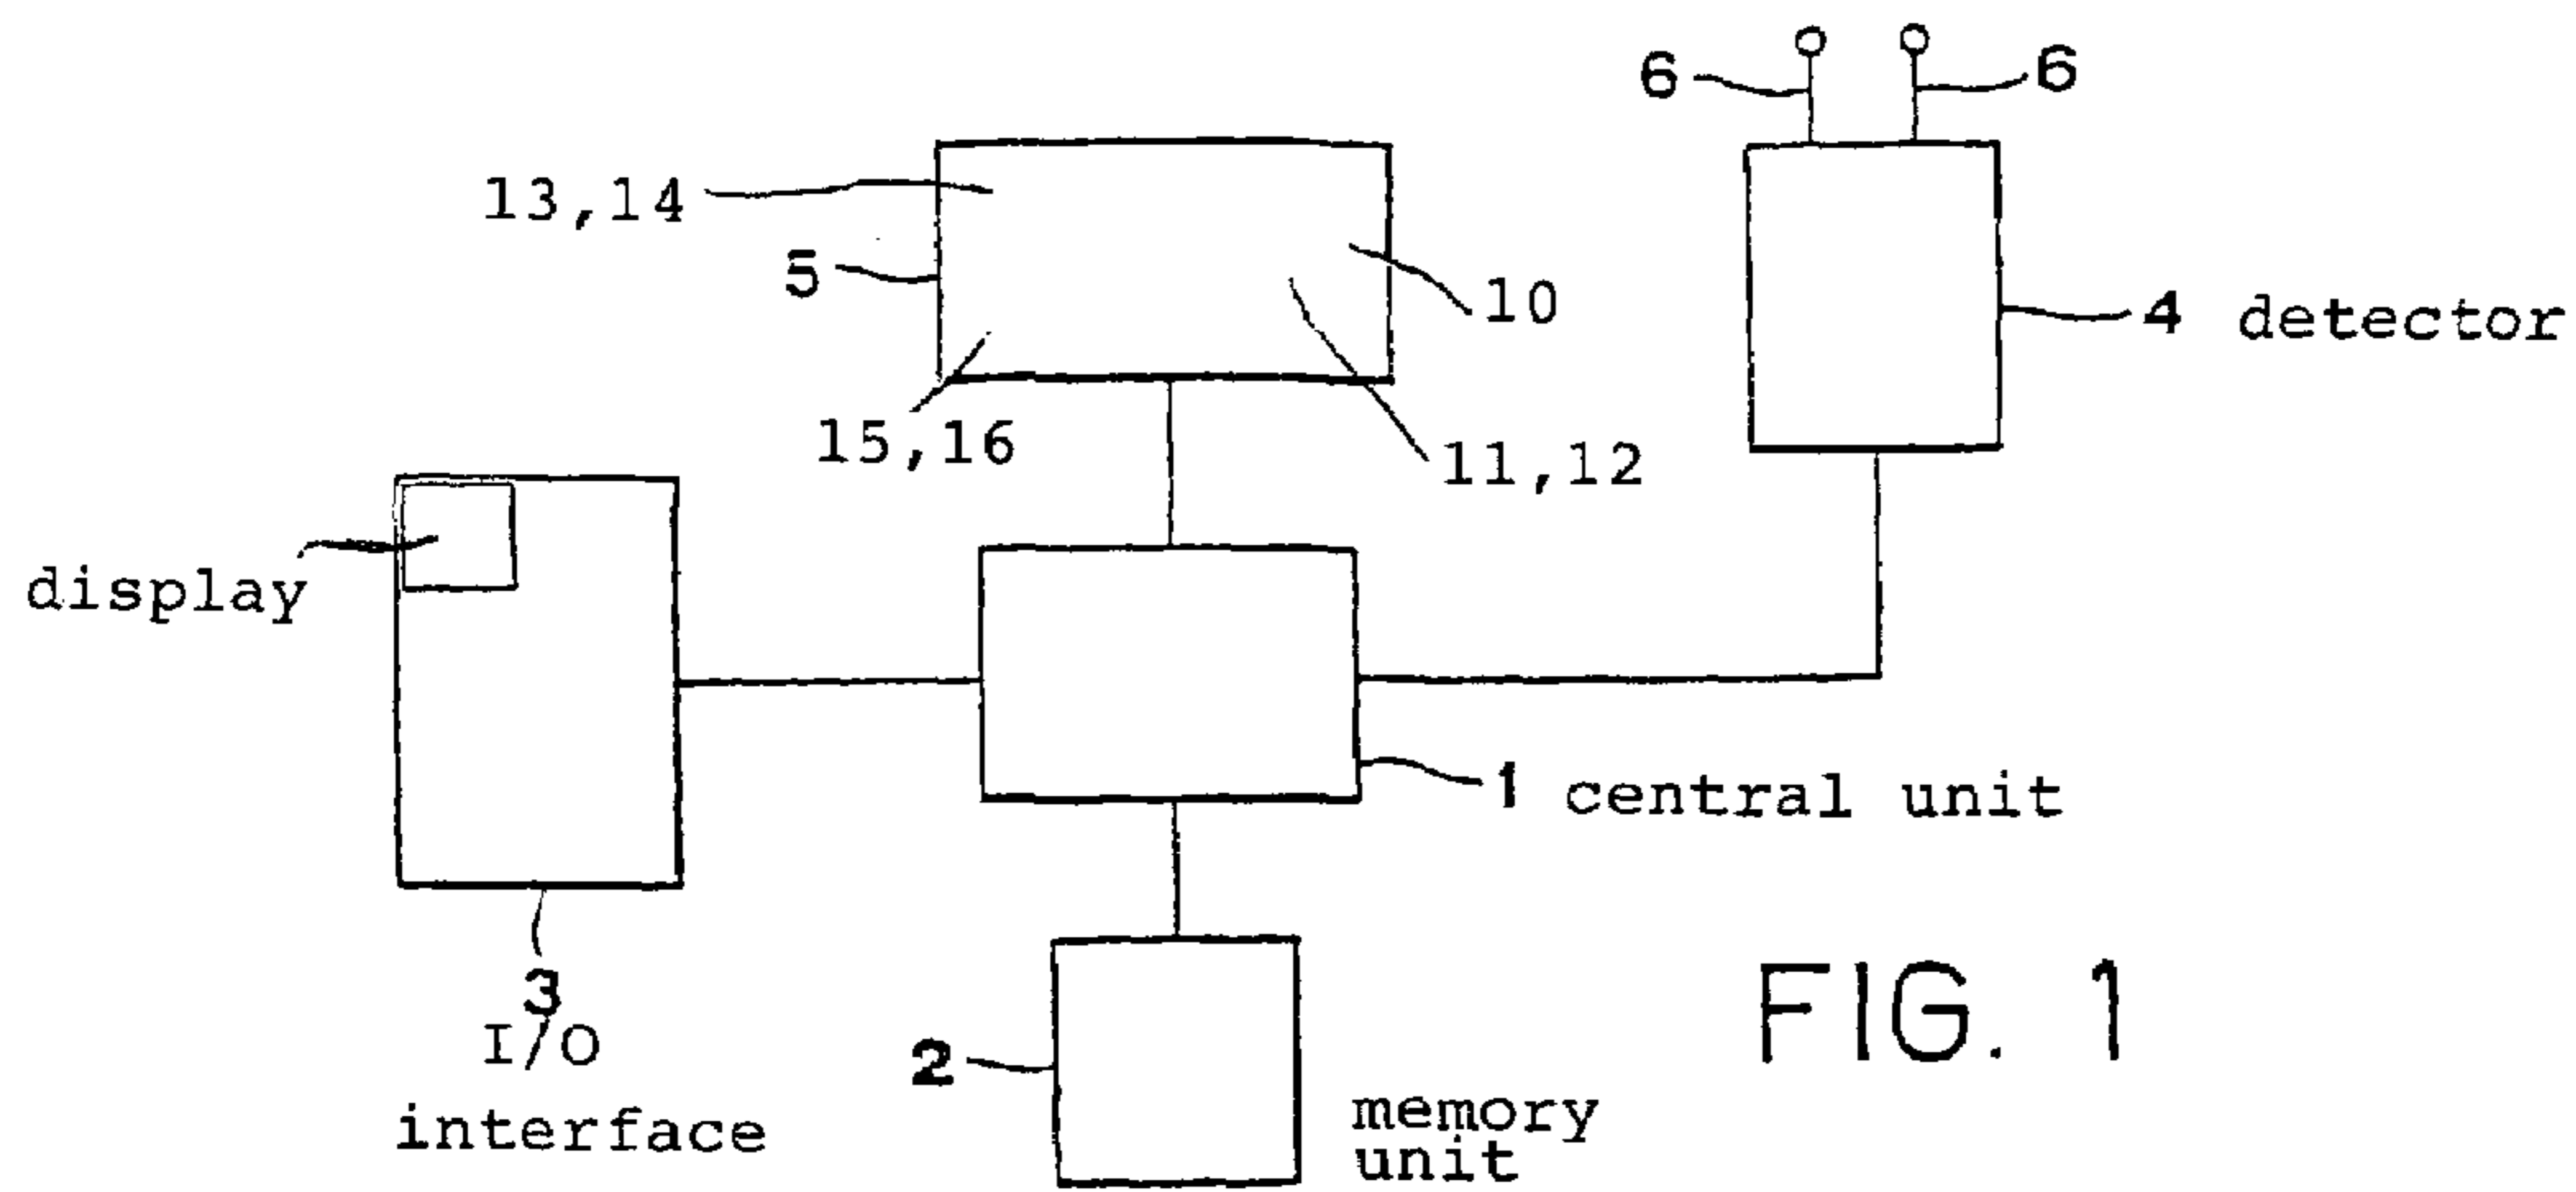 6
6
13,14
5
10
4 detector
15,16
11,12
display
1 central unit
3
I/O
interface
2
memory
unit
FIG. 1